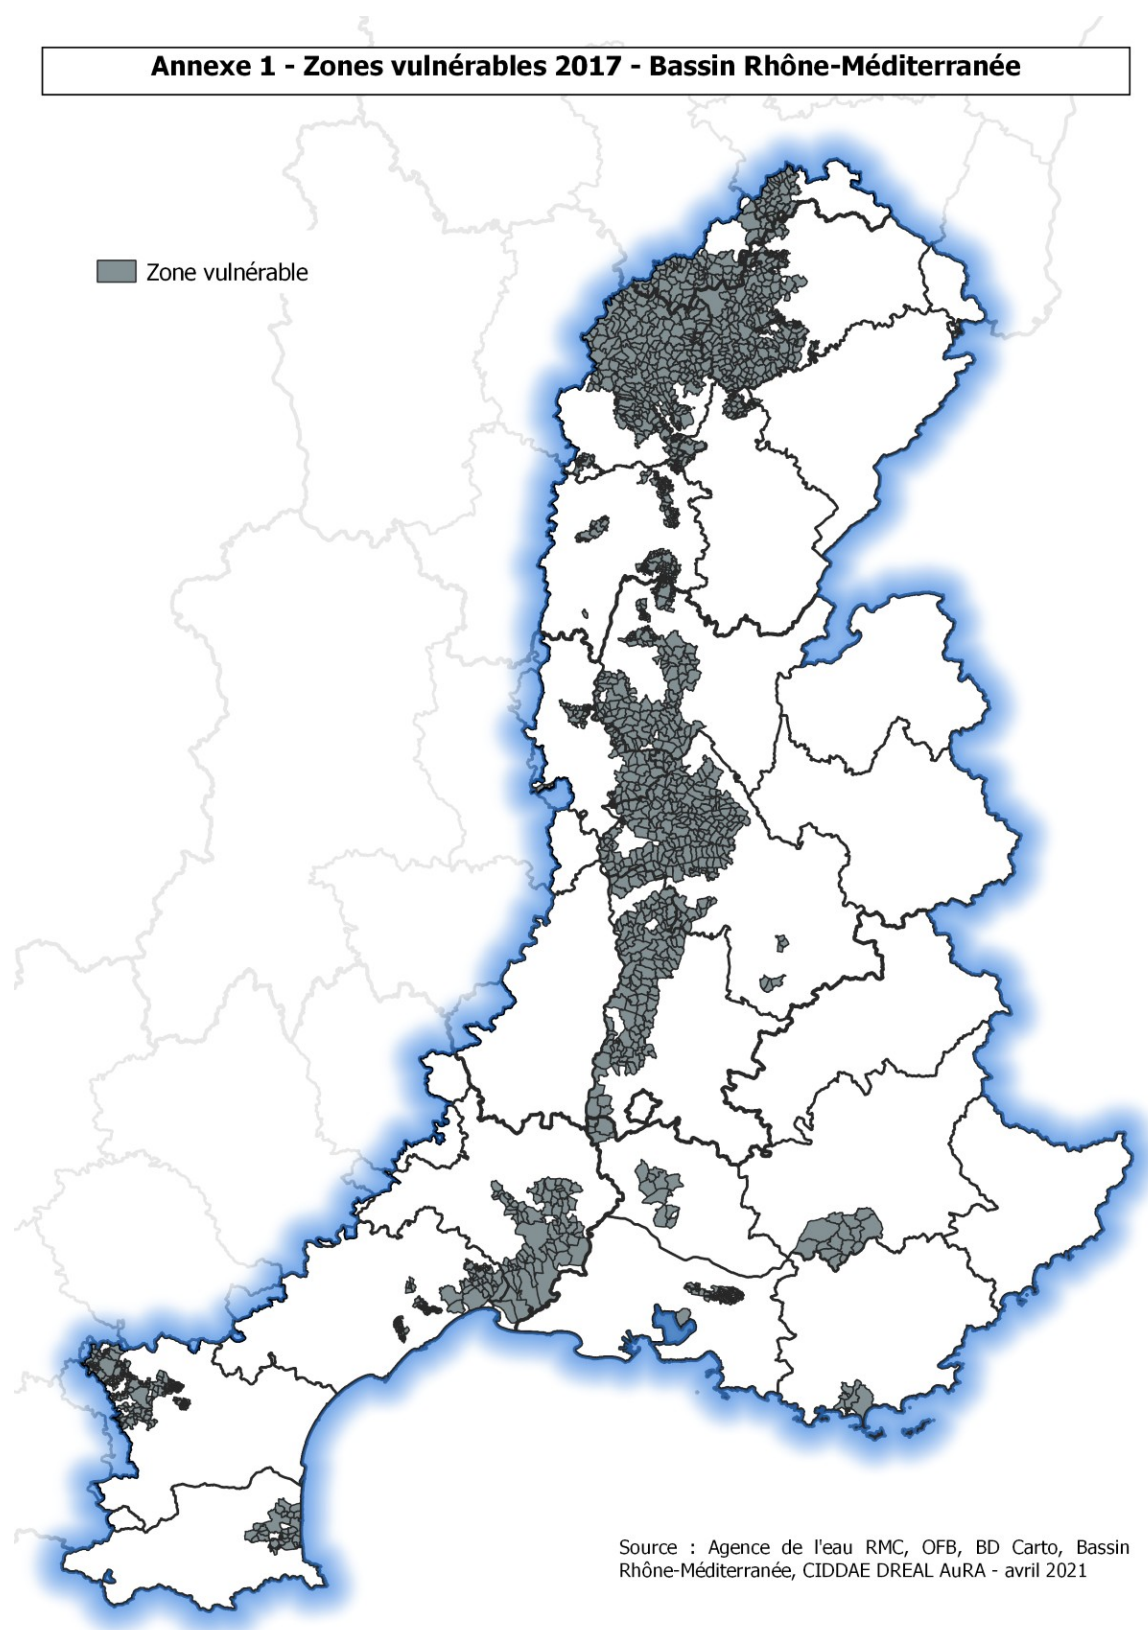 Annexe 1 - Zones vulnérables 2017 - Bassin Rhône-Méditerranée
Zone vulnérable
Source : Agence de l'eau RMC, OFB, BD Carto, Bassin
Rhône-Méditerranée, CIDDAE DREAL AuRA - avril 2021